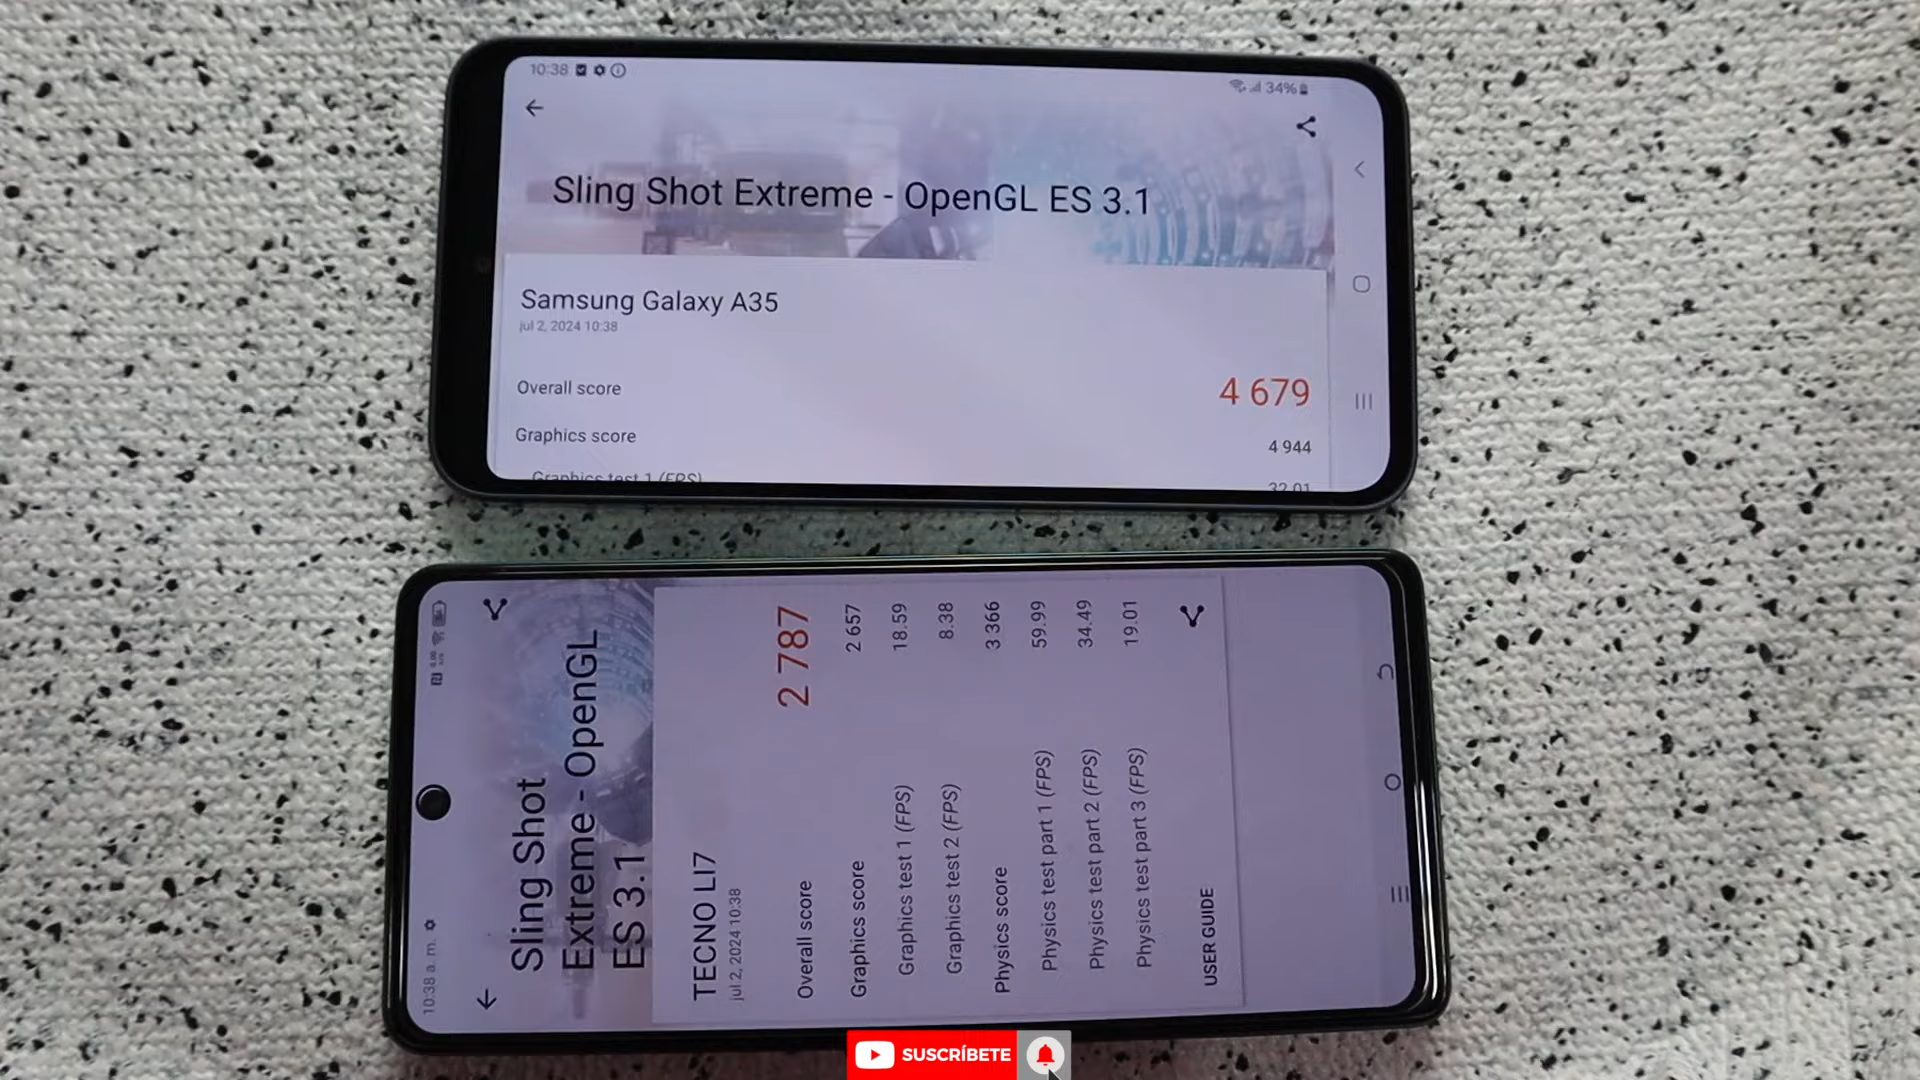 10:38
34%
Sling Shot Extreme - OpenGL ES 3.1
Samsung Galaxy A35
jul 2, 2024 10:38
Overall score 4 679
Graphics score 4 944
Graphics test 1 (FPS) 32.01
10:38 a. m.
Sling Shot
Extreme - OpenGL
ES 3.1
TECNO LI7
jul 2, 2024 10:38
Overall score 2 787
Graphics score 2 657
Graphics test 1 (FPS) 18.59
Graphics test 2 (FPS) 8.38
Physics score 3 366
Physics test part 1 (FPS) 59.99
Physics test part 2 (FPS) 34.49
Physics test part 3 (FPS) 19.01
USER GUIDE
SUSCRÍBETE